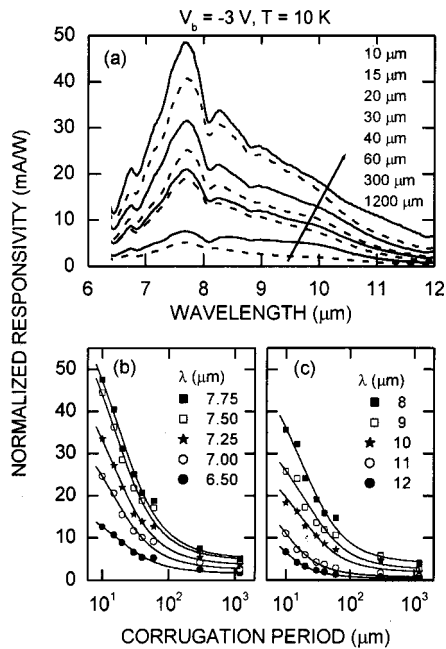 V_b = -3 V, T = 10 K
NORMALIZED RESPONSIVITY (mA/W)
50
40
30
20
10
0
(a)
10 μm
15 μm
20 μm
30 μm
40 μm
60 μm
300 μm
1200 μm
6 7 8 9 10 11 12
WAVELENGTH (μm)
50
40
30
20
10
0
(b)
λ (μm)
7.75
7.50
7.25
7.00
6.50
(c)
λ (μm)
8
9
10
11
12
10^1 10^2 10^3 10^1 10^2 10^3
CORRUGATION PERIOD (μm)